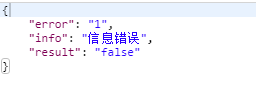 {
    "error": "1",
    "info": "信息错误",
    "result": "false"
}